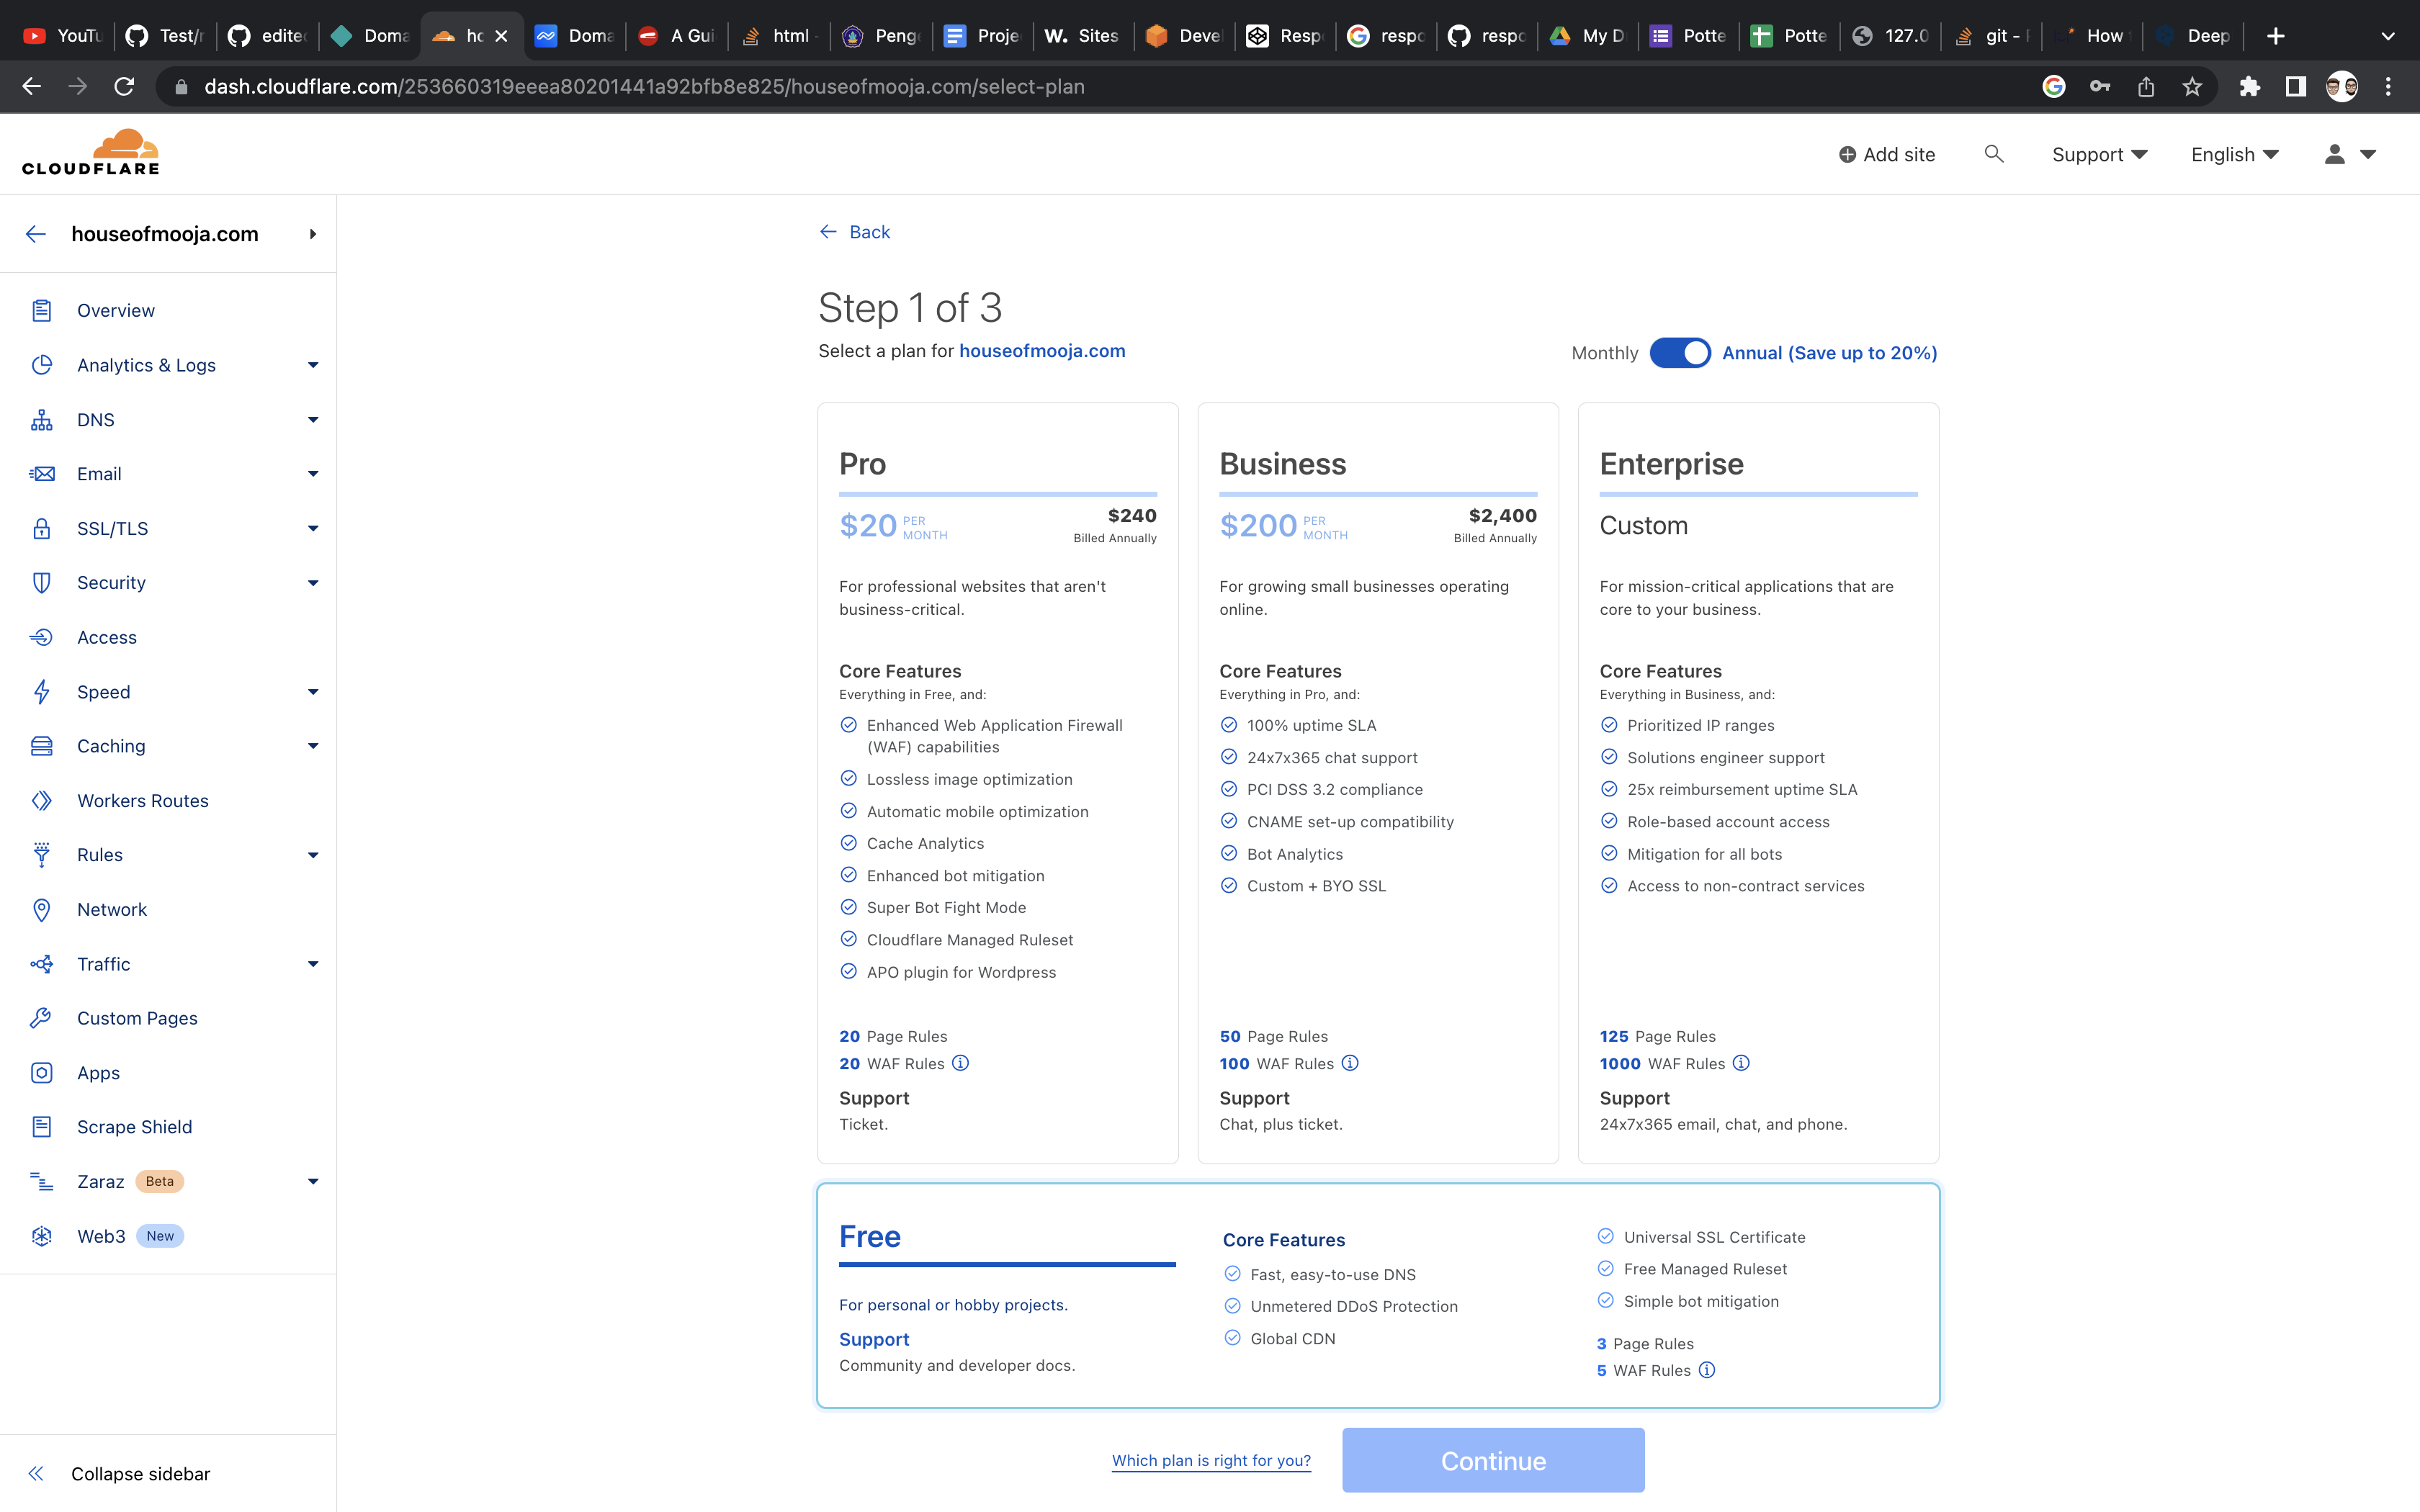 YouTu
Test/r
edited
Doma
ho
Doma
A Gui
html -
Peng
Proje
W. Sites
Devel
Resp
respo
respo
My D
Potte
Potte
127.0
git -
How
Deep
dash.cloudflare.com/253660319eeea80201441a92bfb8e825/houseofmooja.com/select-plan
CLOUDFLARE
Add site
Support
English
houseofmooja.com
Overview
Analytics & Logs
DNS
Email
SSL/TLS
Security
Access
Speed
Caching
Workers Routes
Rules
Network
Traffic
Custom Pages
Apps
Scrape Shield
Zaraz Beta
Web3 New
Collapse sidebar
Back
Step 1 of 3
Select a plan for houseofmooja.com
Monthly
Annual (Save up to 20%)
Pro
$20 PER MONTH
$240
Billed Annually
For professional websites that aren't
business-critical.
Core Features
Everything in Free, and:
Enhanced Web Application Firewall
(WAF) capabilities
Lossless image optimization
Automatic mobile optimization
Cache Analytics
Enhanced bot mitigation
Super Bot Fight Mode
Cloudflare Managed Ruleset
APO plugin for Wordpress
20 Page Rules
20 WAF Rules
Support
Ticket.
Business
$200 PER MONTH
$2,400
Billed Annually
For growing small businesses operating
online.
Core Features
Everything in Pro, and:
100% uptime SLA
24x7x365 chat support
PCI DSS 3.2 compliance
CNAME set-up compatibility
Bot Analytics
Custom + BYO SSL
50 Page Rules
100 WAF Rules
Support
Chat, plus ticket.
Enterprise
Custom
For mission-critical applications that are
core to your business.
Core Features
Everything in Business, and:
Prioritized IP ranges
Solutions engineer support
25x reimbursement uptime SLA
Role-based account access
Mitigation for all bots
Access to non-contract services
125 Page Rules
1000 WAF Rules
Support
24x7x365 email, chat, and phone.
Free
For personal or hobby projects.
Support
Community and developer docs.
Core Features
Fast, easy-to-use DNS
Unmetered DDoS Protection
Global CDN
Universal SSL Certificate
Free Managed Ruleset
Simple bot mitigation
3 Page Rules
5 WAF Rules
Which plan is right for you?
Continue